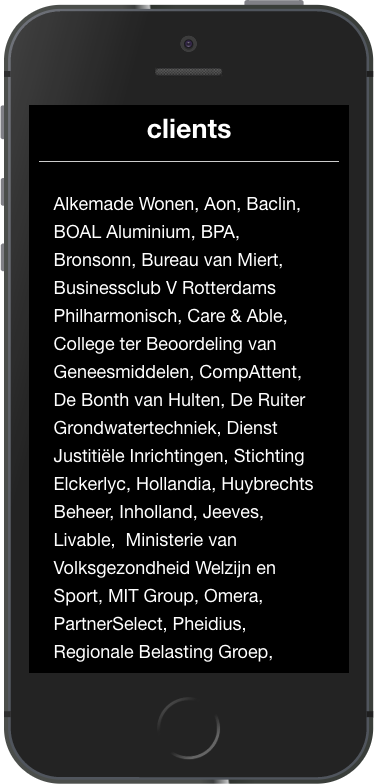 clients
Alkemade Wonen, Aon, Baclin,
BOAL Aluminium, BPA,
Bronsonn, Bureau van Miert,
Businessclub V Rotterdams
Philharmonisch, Care & Able,
College ter Beoordeling van
Geneesmiddelen, CompAttent,
De Bonth van Hulten, De Ruiter
Grondwatertechniek, Dienst
Justitiële Inrichtingen, Stichting
Elckerlyc, Hollandia, Huybrechts
Beheer, Inholland, Jeeves,
Livable,  Ministerie van
Volksgezondheid Welzijn en
Sport, MIT Group, Omera,
PartnerSelect, Pheidius,
Regionale Belasting Groep,